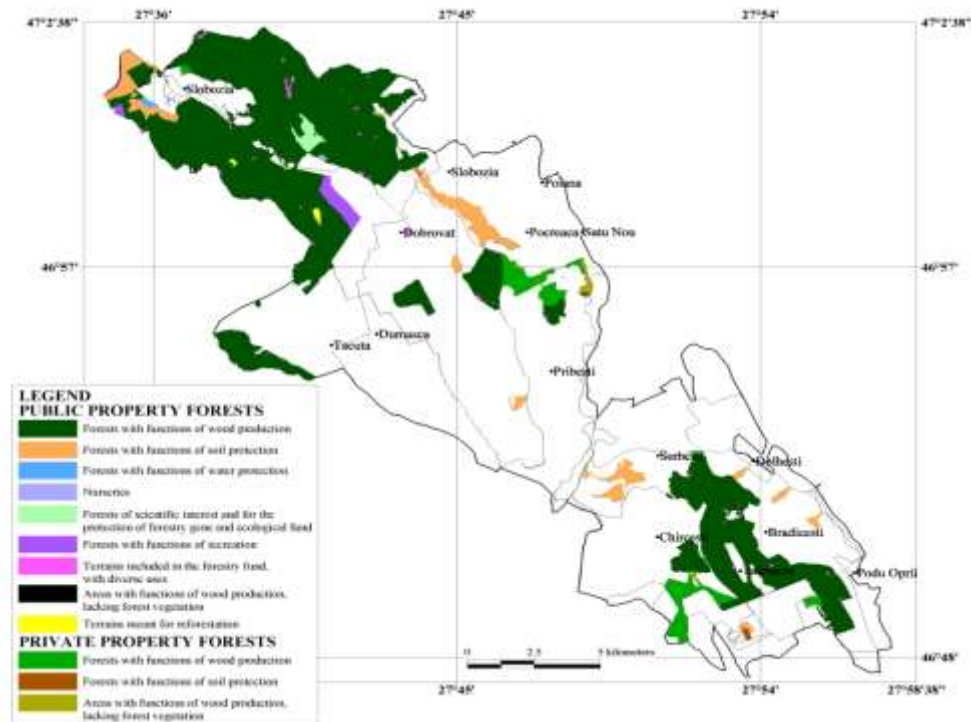 27°36' 27°45' 27°54'
47°2'38" 47°2'38"
Slobozia
Slobozia
Poiana
Dobrovat
Pocreaca Satu Nou
46°57' 46°57'
Tacuta
Pribesti
LEGEND
PUBLIC PROPERTY FORESTS
Forests with functions of wood production
Forests with functions of soil protection
Forests with functions of water protection
Nurseries
Forests of scientific interest and for the
protection of forestry gene and ecological fund
Forests with functions of recreation
Terrains included in the forestry fund,
with diverse uses
Areas with functions of wood production,
lacking forest vegetation
Terrains meant for reforestation
PRIVATE PROPERTY FORESTS
Forests with functions of wood production
Forests with functions of soil protection
Areas with functions of wood production,
lacking forest vegetation
Dolhesti
Bradicesti
Podu Oprii
0 2.5 5 kilometers
46°48'
27°45' 27°54' 27°58'38"